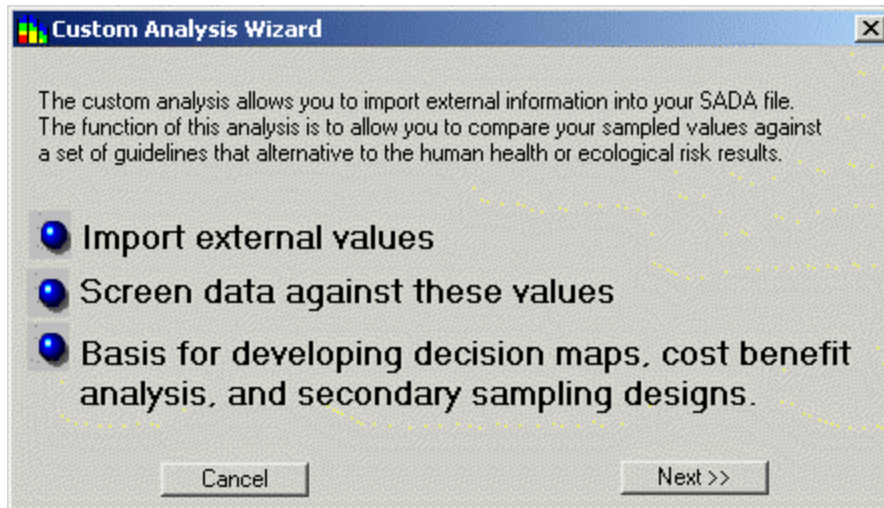 Custom Analysis Wizard
The custom analysis allows you to import external information into your SADA file.
The function of this analysis is to allow you to compare your sampled values against
a set of guidelines that alternative to the human health or ecological risk results.
Import external values
Screen data against these values
Basis for developing decision maps, cost benefit
analysis, and secondary sampling designs.
Cancel
Next >>